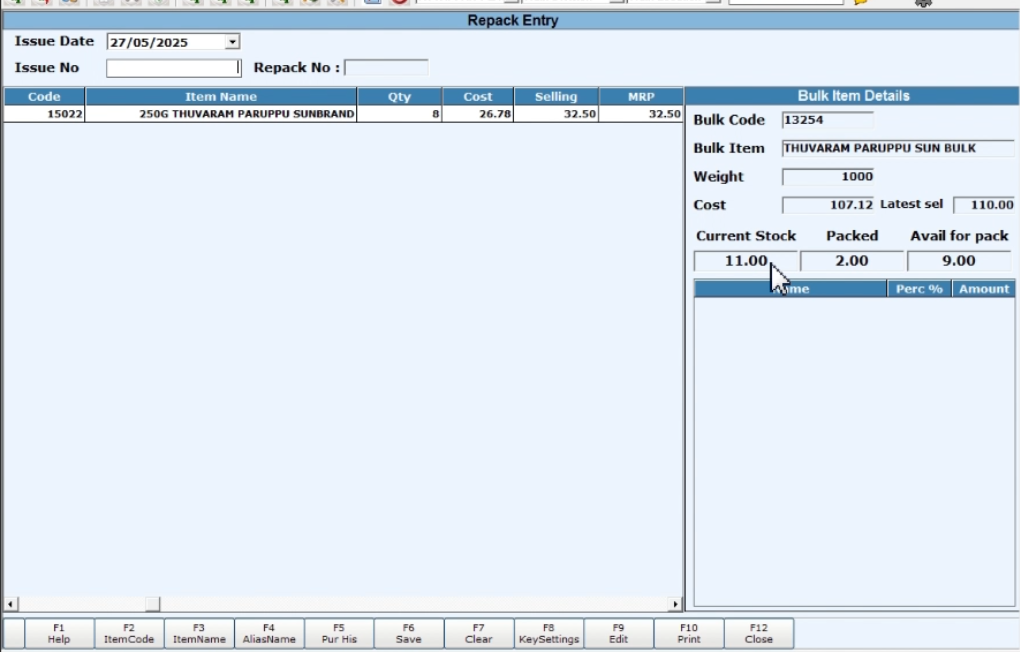 Repack Entry
Issue Date 27/05/2025
Issue No Repack No :
Code Item Name Qty Cost Selling MRP
15022 250G THUVARAM PARUPPU SUNBRAND 8 26.78 32.50 32.50
Bulk Item Details
Bulk Code 13254
Bulk Item THUVARAM PARUPPU SUN BULK
Weight 1000
Cost 107.12 Latest sel 110.00
Current Stock Packed Avail for pack
11.00 2.00 9.00
Perc % Amount
F1 F2 F3 F4 F5 F6 F7 F8 F9 F10 F12
Help ItemCode ItemName AliasName Pur His Save Clear KeySettings Edit Print Close